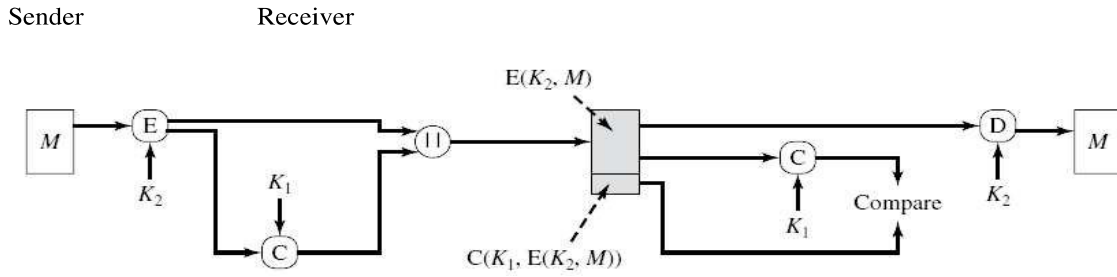 Sender Receiver
E(K₂, M)
M E || D M
K₂ K₁ C K₁ Compare K₂
C C(K₁, E(K₂, M))